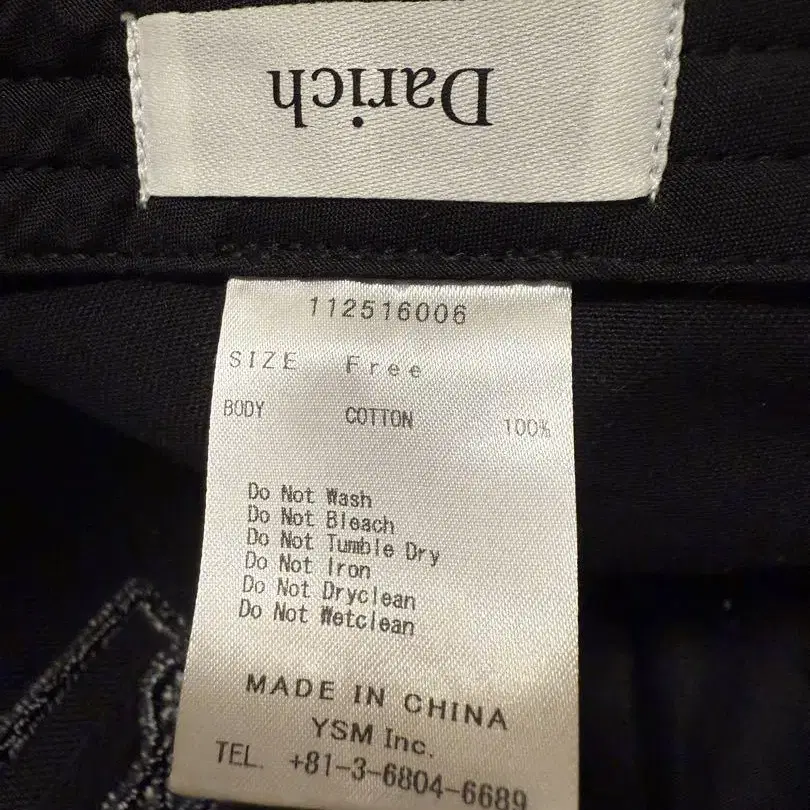 Darich
112516006
SIZE Free
BODY COTTON 100%
Do Not Wash
Do Not Bleach
Do Not Tumble Dry
Do Not Iron
Do Not Dryclean
Do Not Wetclean
MADE IN CHINA
YSM Inc.
TEL. +81-3-6804-6689